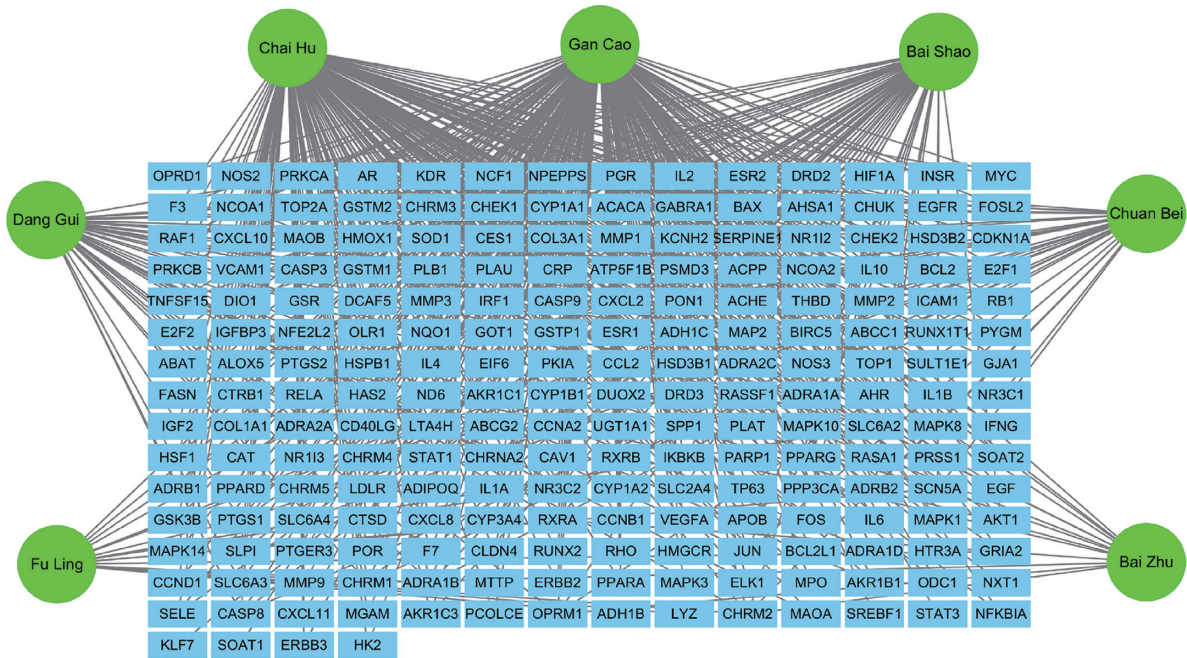 Chai Hu
Gan Cao
Bai Shao
Dang Gui
Chuan Bei
Fu Ling
Bai Zhu
OPRD1 NOS2 PRKCA AR KDR NCF1 NPEPPS PGR IL2 ESR2 DRD2 HIF1A INSR MYC
F3 NCOA1 TOP2A GSTM2 CHRM3 CHEK1 CYP1A1 ACACA GABRA1 BAX AHSA1 CHUK EGFR FOSL2
RAF1 CXCL10 MAOB HMOX1 SOD1 CES1 COL3A1 MMP1 KCNH2 SERPINE1 NR1I2 CHEK2 HSD3B2 CDKN1A
PRKCB VCAM1 CASP3 GSTM1 PLB1 PLAU CRP ATP5F1B PSMD3 ACPP NCOA2 IL10 BCL2 E2F1
TNFSF15 DIO1 GSR DCAF5 MMP3 IRF1 CASP9 CXCL2 PON1 ACHE THBD MMP2 ICAM1 RB1
E2F2 IGFBP3 NFE2L2 OLR1 NQO1 GOT1 GSTP1 ESR1 ADH1C MAP2 BIRC5 ABCC1 RUNX1T1 PYGM
ABAT ALOX5 PTGS2 HSPB1 IL4 EIF6 PKIA CCL2 HSD3B1 ADRA2C NOS3 TOP1 SULT1E1 GJA1
FASN CTRB1 RELA HAS2 ND6 AKR1C1 CYP1B1 DUOX2 DRD3 RASSF1 ADRA1A AHR IL1B NR3C1
IGF2 COL1A1 ADRA2A CD40LG LTA4H ABCG2 CCNA2 UGT1A1 SPP1 PLAT MAPK10 SLC6A2 MAPK8 IFNG
HSF1 CAT NR1I3 CHRM4 STAT1 CHRNA2 CAV1 RXRB IKBKB PARP1 PPARG RASA1 PRSS1 SOAT2
ADRB1 PPARD CHRM5 LDLR ADIPOQ IL1A NR3C2 CYP1A2 SLC2A4 TP63 PPP3CA ADRB2 SCN5A EGF
GSK3B PTGS1 SLC6A4 CTSD CXCL8 CYP3A4 RXRA CCNB1 VEGFA APOB FOS IL6 MAPK1 AKT1
MAPK14 SLPI PTGER3 POR F7 CLDN4 RUNX2 RHO HMGCR JUN BCL2L1 ADRA1D HTR3A GRIA2
CCND1 SLC6A3 MMP9 CHRM1 ADRA1B MTTP ERBB2 PPARA MAPK3 ELK1 MPO AKR1B1 ODC1 NXT1
SELE CASP8 CXCL11 MGAM AKR1C3 PCOLCE OPRM1 ADH1B LYZ CHRM2 MAOA SREBF1 STAT3 NFKBIA
KLF7 SOAT1 ERBB3 HK2